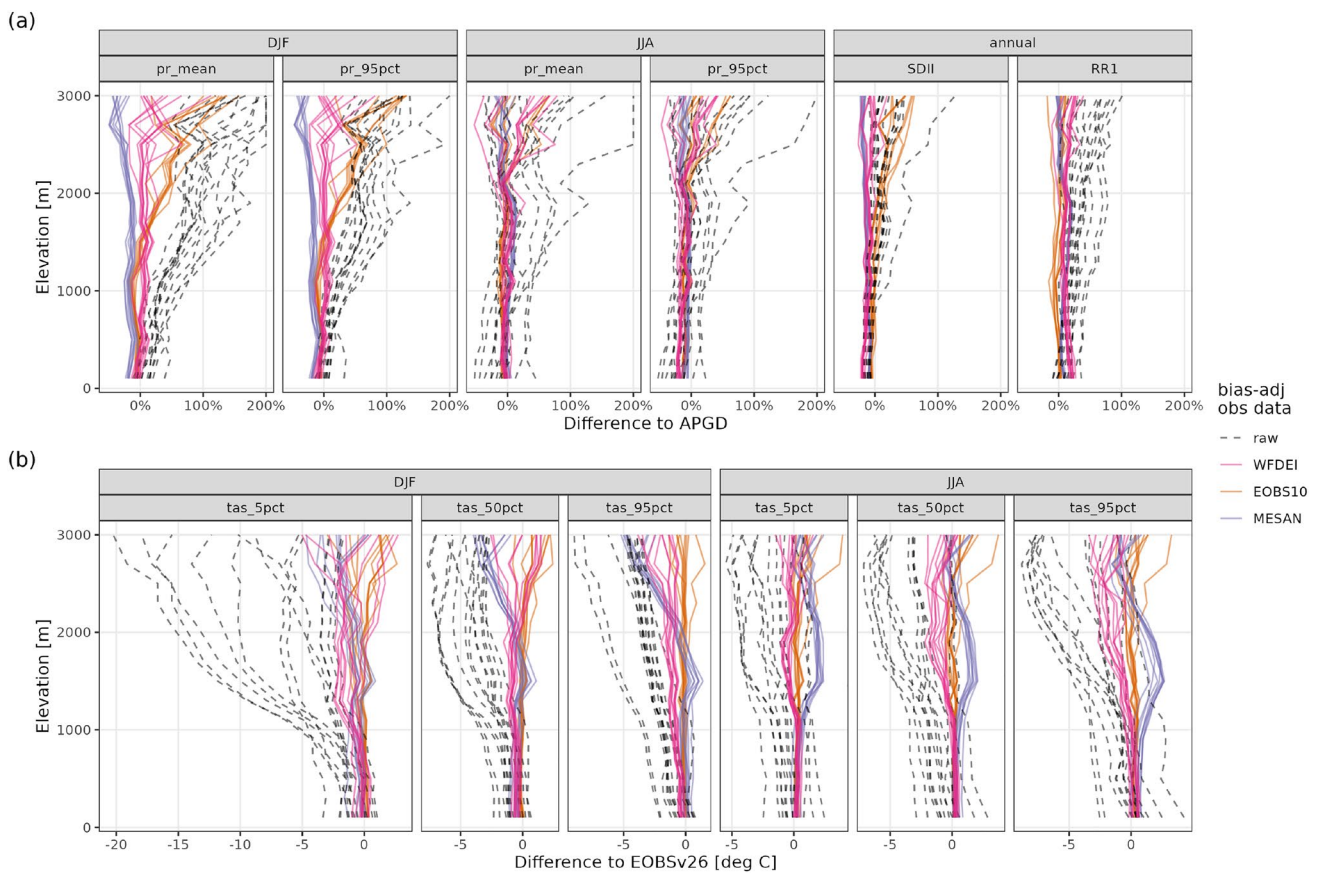 (a)
DJF JJA annual
pr_mean pr_95pct pr_mean pr_95pct SDII RR1
3000
2000
1000
0
Elevation [m]
0% 100% 200% 0% 100% 200% 0% 100% 200% 0% 100% 200% 0% 100% 200% 0% 100% 200%
Difference to APGD
bias-adj
obs data
raw
WFDEI
EOBS10
MESAN
(b)
DJF JJA
tas_5pct tas_50pct tas_95pct tas_5pct tas_50pct tas_95pct
3000
2000
1000
0
Elevation [m]
-20 -15 -10 -5 0 -5 0 -5 0 -5 0 -5 0 -5 0
Difference to EOBSv26 [deg C]